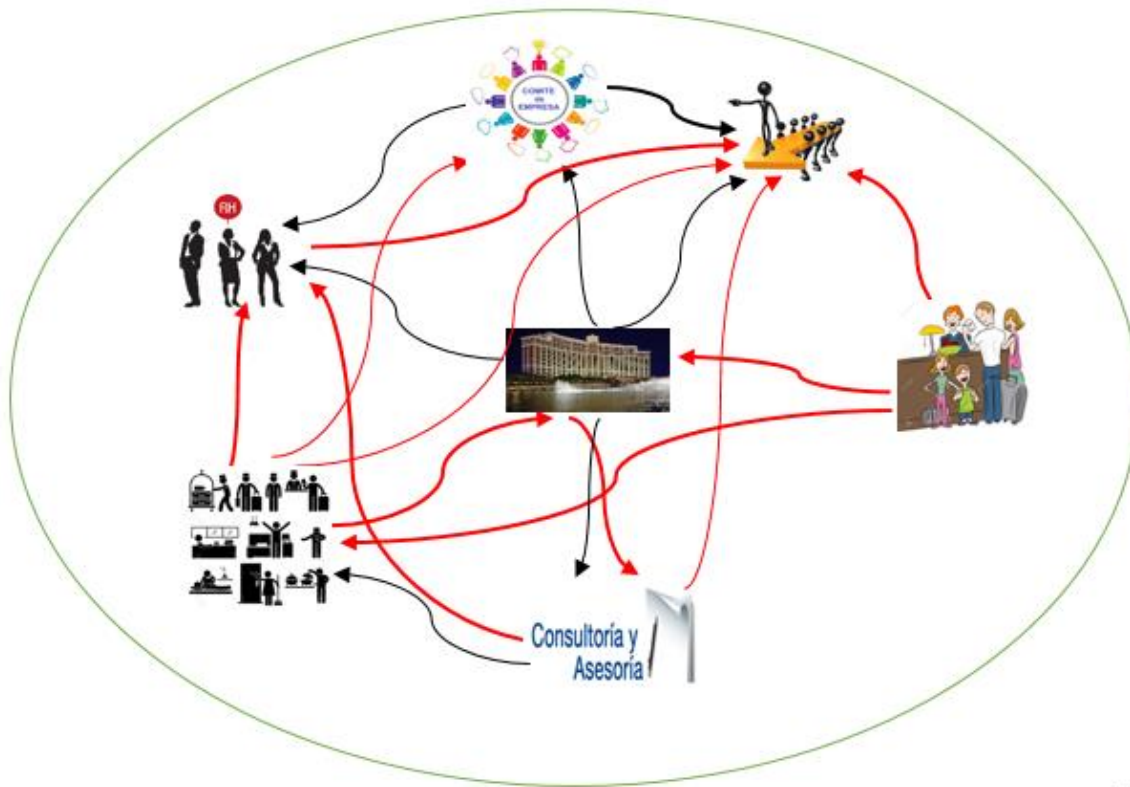 COMITE
de
EMPRESA
RH
Consultoría y
Asesoría